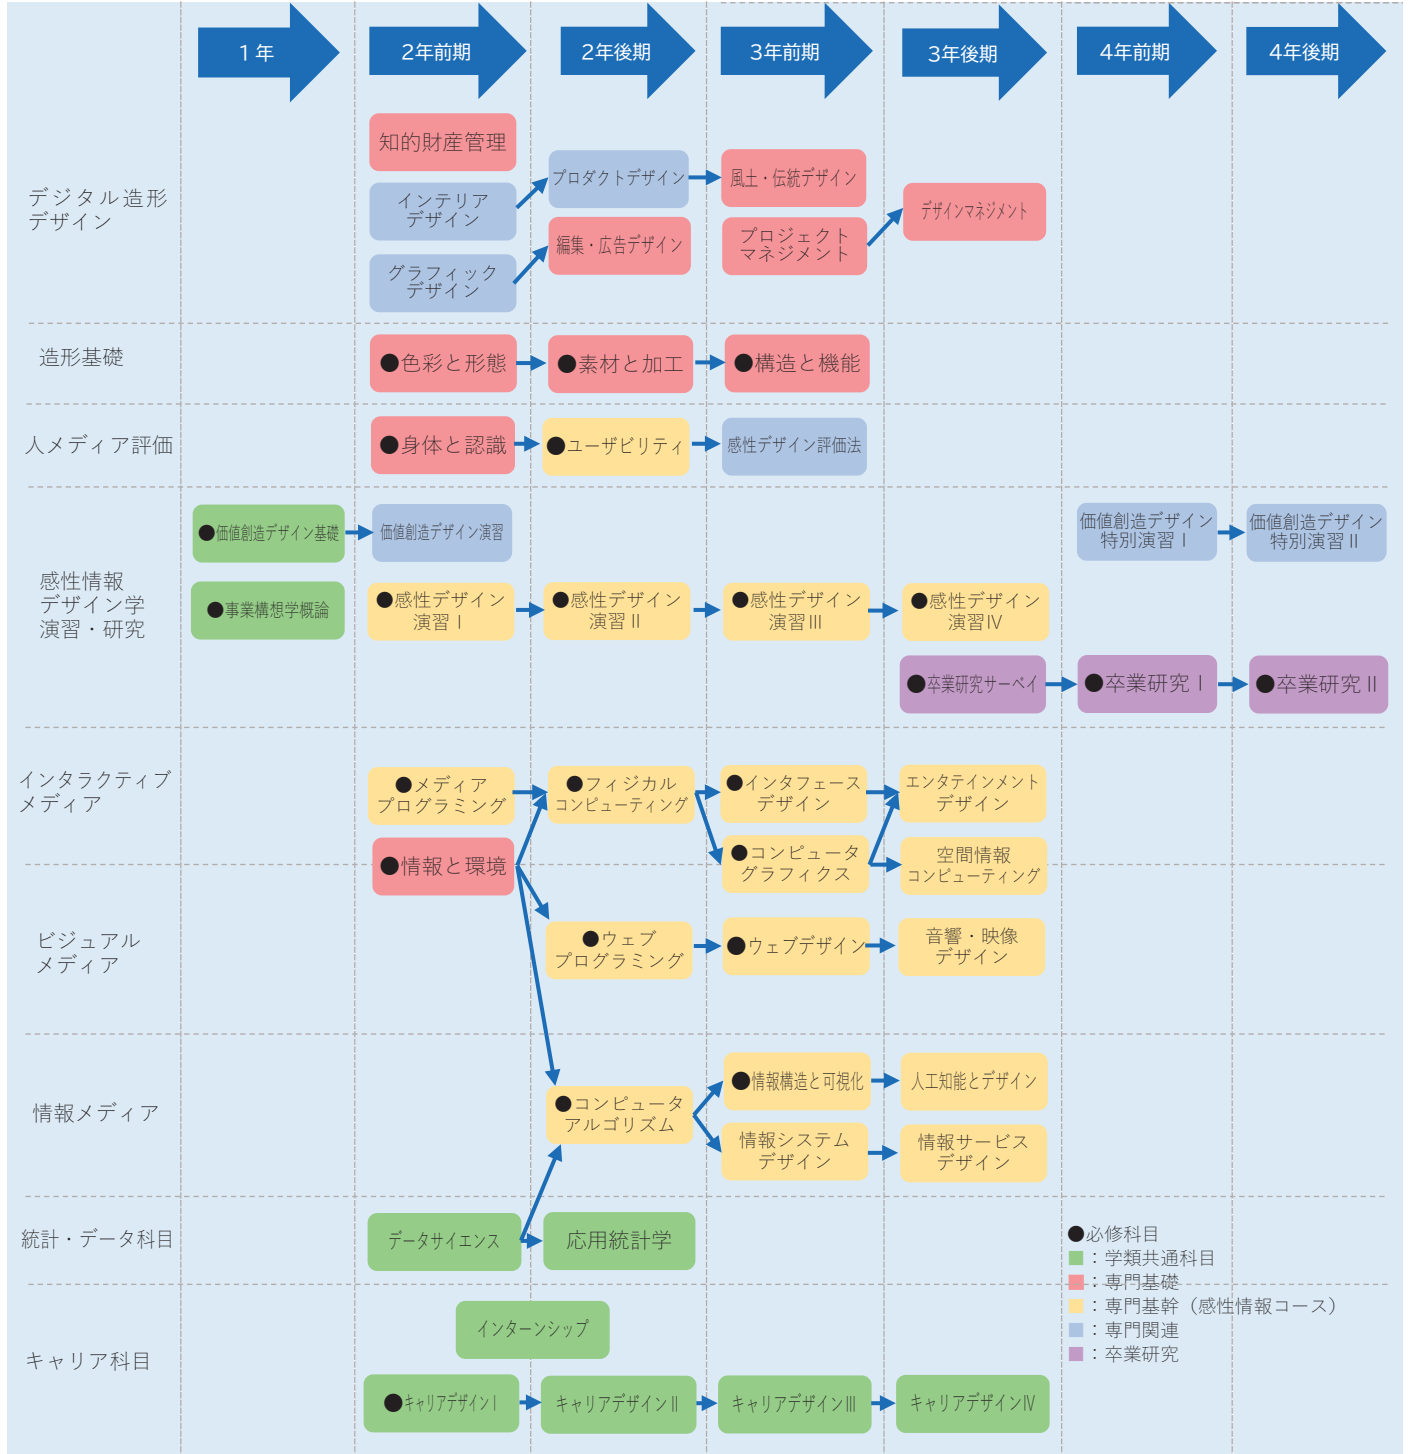 1年
2年前期
2年後期
3年前期
3年後期
4年前期
4年後期
デジタル造形
デザイン
知的財産管理
インテリア
デザイン
グラフィック
デザイン
プロダクトデザイン
編集・広告デザイン
風土・伝統デザイン
プロジェクト
マネジメント
デザインマネジメント
造形基礎
●色彩と形態
●素材と加工
●構造と機能
人メディア評価
●身体と認識
●ユーザビリティ
感性デザイン評価法
感性情報
デザイン学
演習・研究
●価値創造デザイン基礎
価値創造デザイン演習
価値創造デザイン
特別演習Ⅰ
価値創造デザイン
特別演習Ⅱ
●事業構想学概論
●感性デザイン
演習Ⅰ
●感性デザイン
演習Ⅱ
●感性デザイン
演習Ⅲ
●感性デザイン
演習Ⅳ
●卒業研究サーベイ
●卒業研究Ⅰ
●卒業研究Ⅱ
インタラクティブ
メディア
●メディア
プログラミング
●フィジカル
コンピューティング
●インタフェース
デザイン
エンタテインメント
デザイン
●情報と環境
●コンピュータ
グラフィクス
空間情報
コンピューティング
ビジュアル
メディア
●ウェブ
プログラミング
●ウェブデザイン
音響・映像
デザイン
情報メディア
●コンピュータ
アルゴリズム
●情報構造と可視化
人工知能とデザイン
情報システム
デザイン
情報サービス
デザイン
統計・データ科目
データサイエンス
応用統計学
キャリア科目
インターンシップ
●キャリアデザインⅠ
キャリアデザインⅡ
キャリアデザインⅢ
キャリアデザインⅣ
●必修科目
：学類共通科目
：専門基礎
：専門基幹（感性情報コース）
：専門関連
：卒業研究